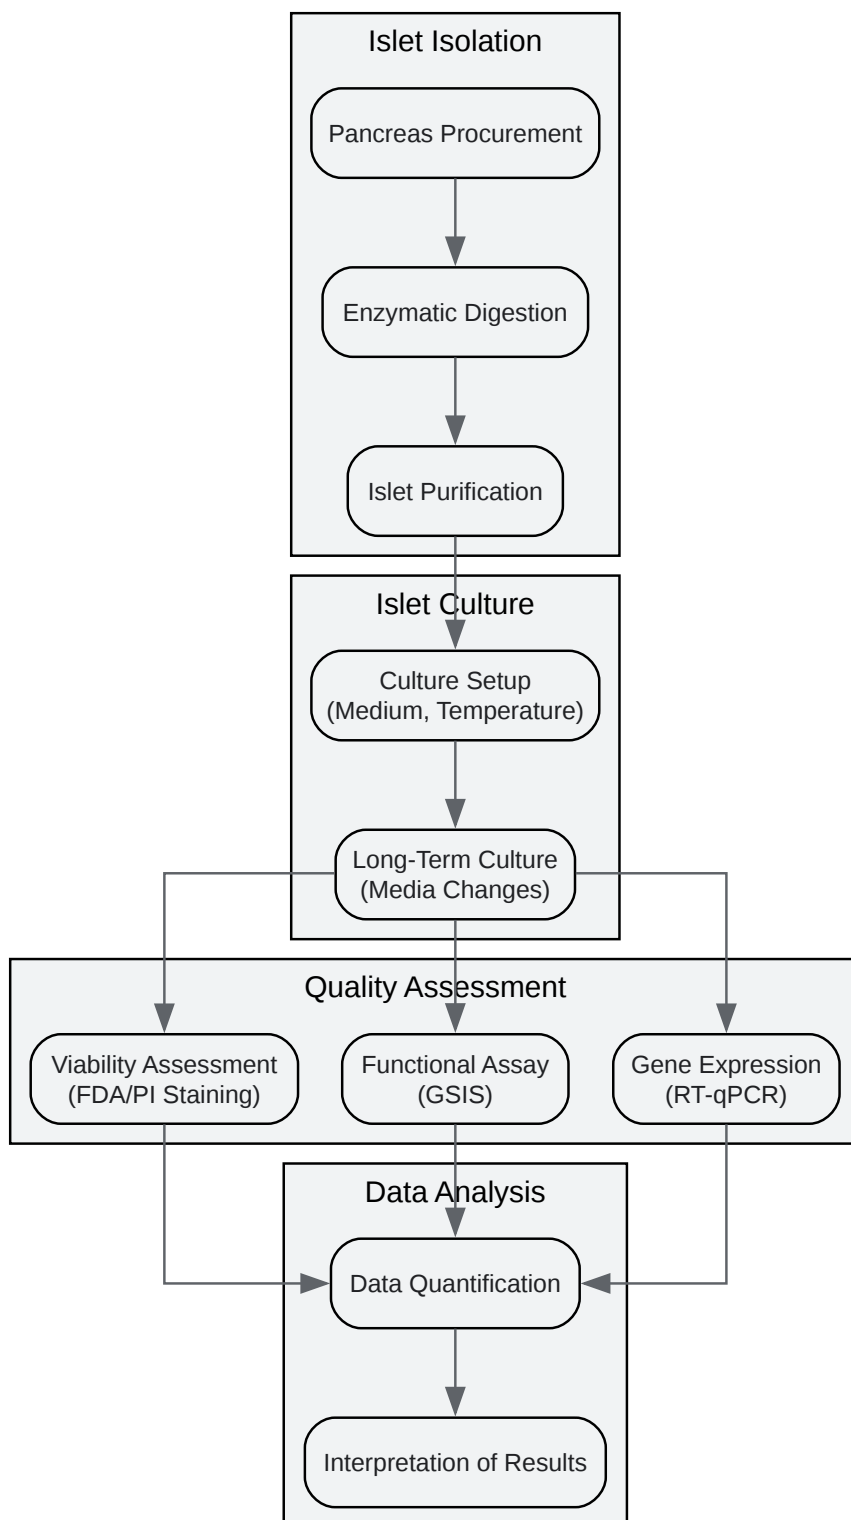 Islet Isolation
Pancreas Procurement
Enzymatic Digestion
Islet Purification
Islet Culture
Culture Setup
(Medium, Temperature)
Long-Term Culture
(Media Changes)
Quality Assessment
Viability Assessment
(FDA/PI Staining)
Functional Assay
(GSIS)
Gene Expression
(RT-qPCR)
Data Analysis
Data Quantification
Interpretation of Results